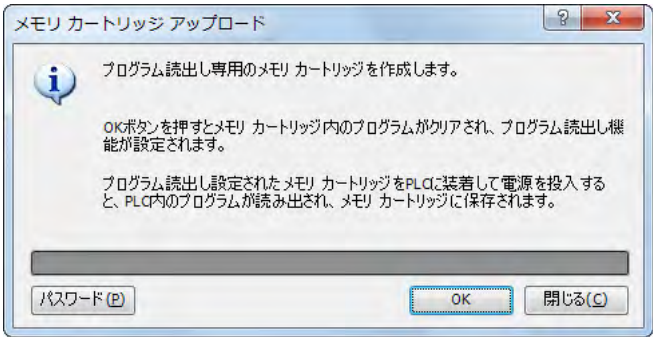 メモリ カートリッジ アップロード
プログラム読出し専用のメモリ カートリッジを作成します。
OKボタンを押すとメモリ カートリッジ内のプログラムがクリアされ、プログラム読出し機
能が設定されます。
プログラム読出し設定されたメモリ カートリッジをPLCに装着して電源を投入する
と、PLC内のプログラムが読み出され、メモリ カートリッジに保存されます。
パスワード(P)
OK
閉じる(C)